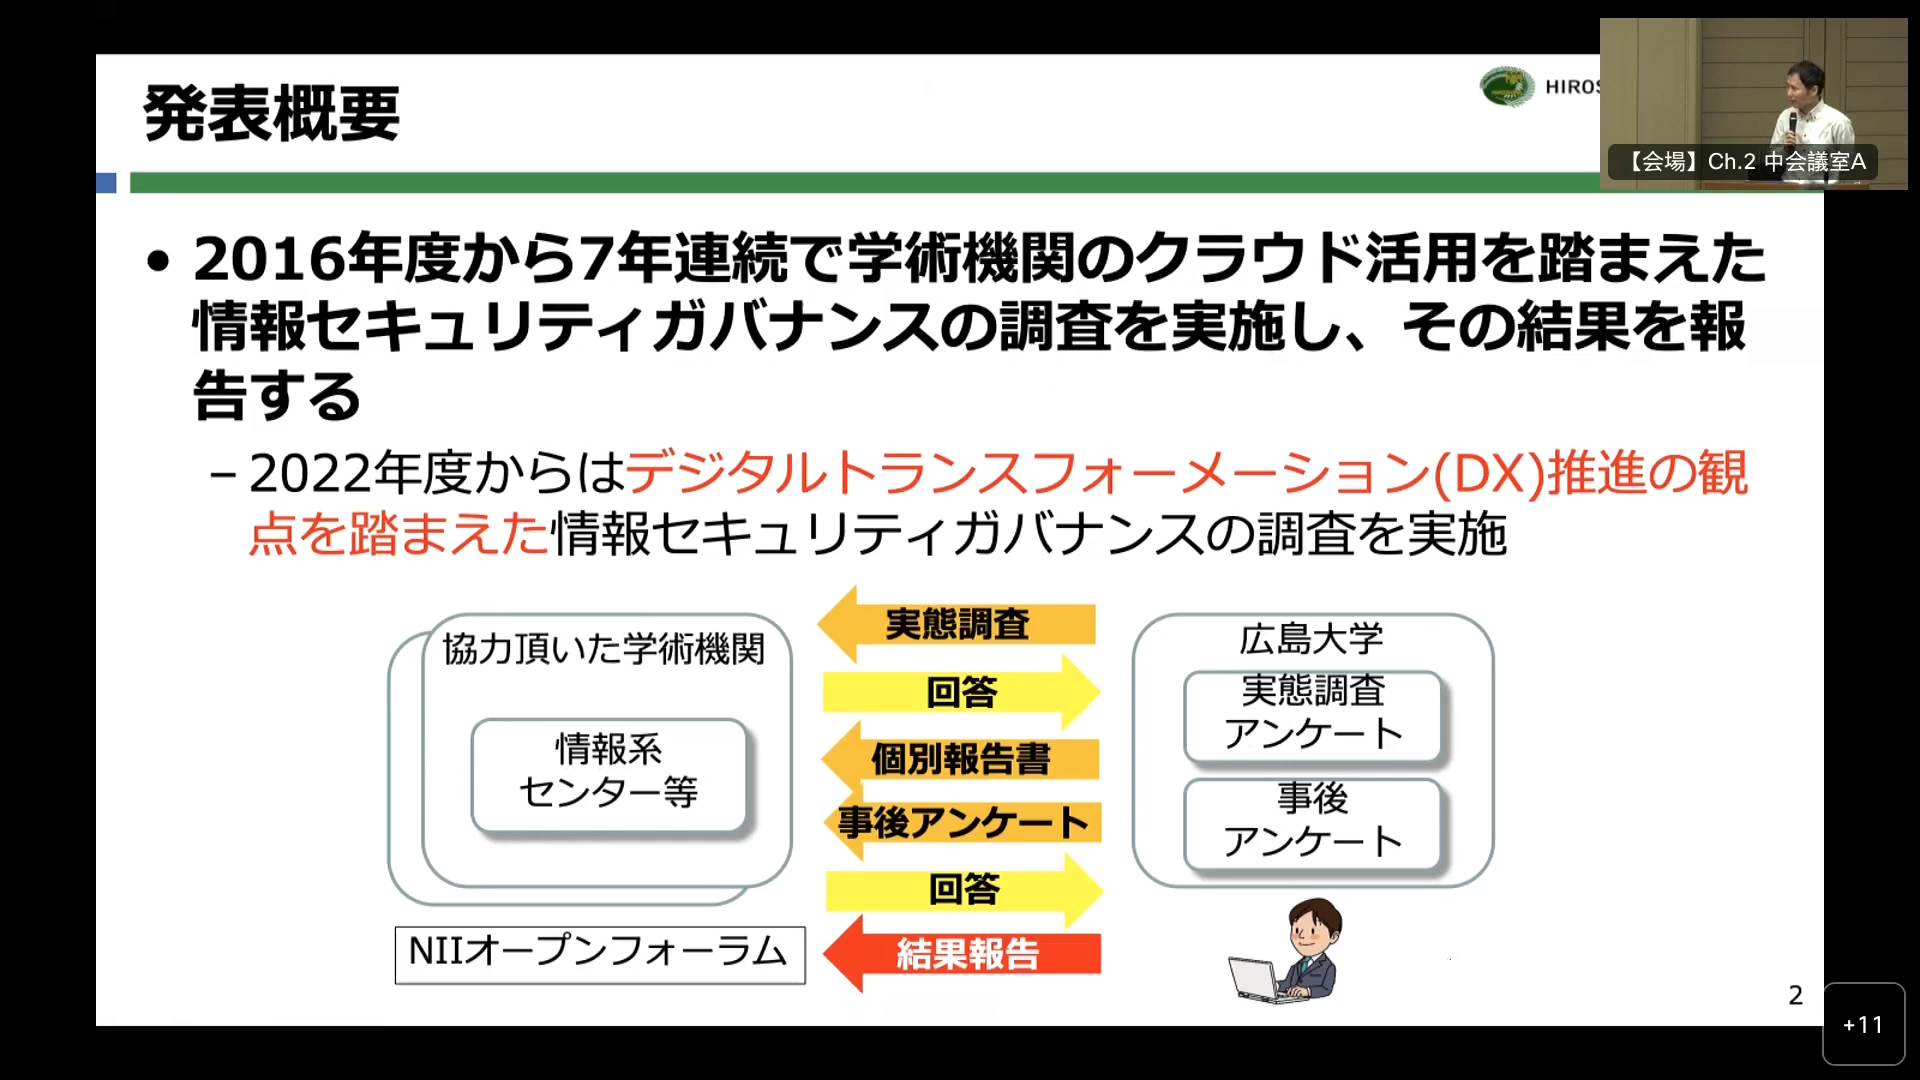 発表概要
HIROS
【会場】Ch.2 中会議室A
• 2016年度から7年連続で学術機関のクラウド活用を踏まえた
情報セキュリティガバナンスの調査を実施し、その結果を報
告する
–2022年度からはデジタルトランスフォーメーション(DX)推進の観
点を踏まえた情報セキュリティガバナンスの調査を実施
協力頂いた学術機関
情報系
センター等
NIIオープンフォーラム
実態調査
回答
個別報告書
事後アンケート
回答
結果報告
広島大学
実態調査
アンケート
事後
アンケート
2
+11